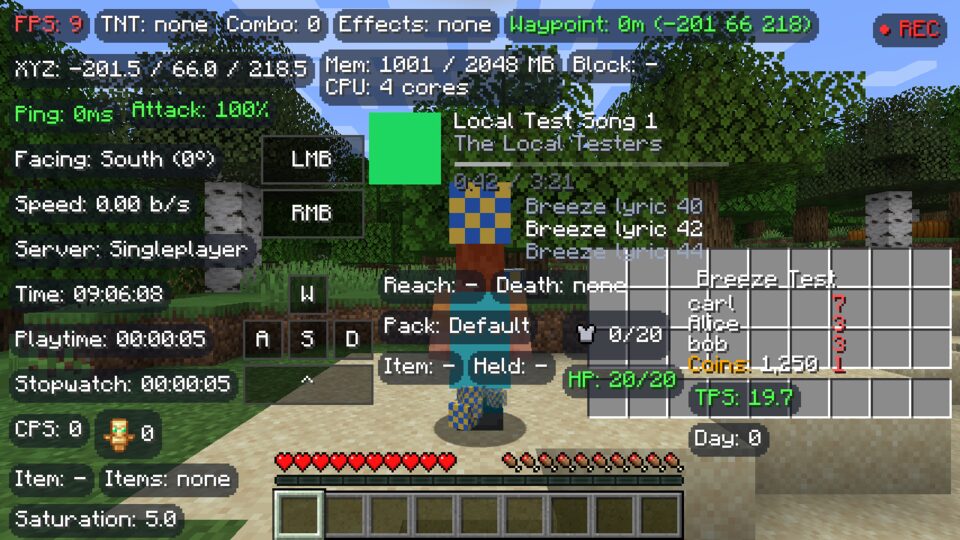 FPS: 9 TNT: none Combo: 0 Effects: none Waypoint: 0m (-201 66 218) REC
XYZ: -201.5 / 66.0 / 218.5 Mem: 1001 / 2048 MB Block: -
CPU: 4 cores
Ping: 0ms Attack: 100%
Local Test Song 1
The Local Testers
Facing: South (0°) LMB
0:42 / 3:21
Speed: 0.00 b/s RMB
Breeze lyric 40
Breeze lyric 42
Breeze lyric 44
Server: Singleplayer
Reach: - Death: none
Breeze Test
Time: 09:06:08 W
carl 7
Alice 3
bob 3
Coins: 1,250 1
Pack: Default 0/20
Playtime: 00:00:05 A S D
Item: - Held: -
Stopwatch: 00:00:05 ^
HP: 20/20
TPS: 19.7
CPS: 0 0
Day: 0
Item: - Items: none
Saturation: 5.0